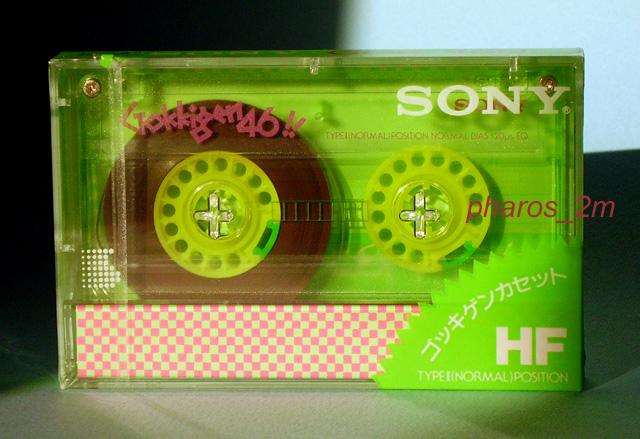 Gokkigen 46!!
SONY®
SONY
TYPE I (NORMAL) POSITION NORMAL BIAS 120μs EQ
pharos_2m
ゴッキゲンカセット
HF
TYPE I (NORMAL) POSITION